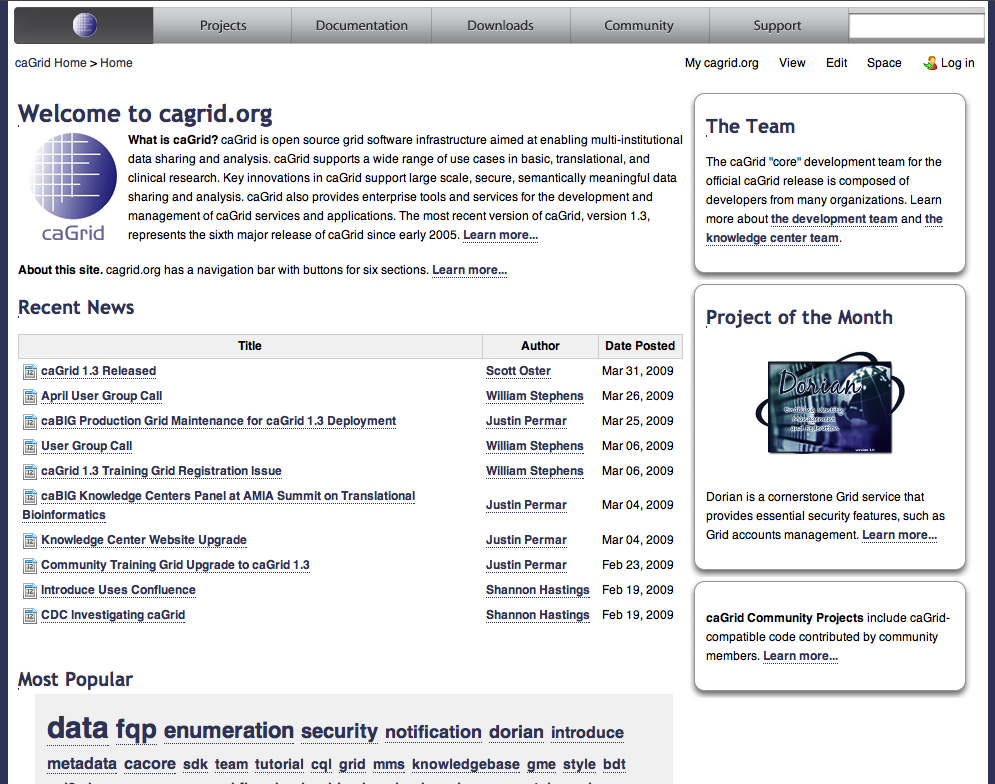 Projects Documentation Downloads Community Support
caGrid Home > Home
My cagrid.org View Edit Space Log in
Welcome to cagrid.org
What is caGrid? caGrid is open source grid software infrastructure aimed at enabling multi-institutional
data sharing and analysis. caGrid supports a wide range of use cases in basic, translational, and
clinical research. Key innovations in caGrid support large scale, secure, semantically meaningful data
sharing and analysis. caGrid also provides enterprise tools and services for the development and
management of caGrid services and applications. The most recent version of caGrid, version 1.3,
represents the sixth major release of caGrid since early 2005. Learn more...
caGrid
About this site. cagrid.org has a navigation bar with buttons for six sections. Learn more...
Recent News
Title Author Date Posted
caGrid 1.3 Released Scott Oster Mar 31, 2009
April User Group Call William Stephens Mar 26, 2009
caBIG Production Grid Maintenance for caGrid 1.3 Deployment Justin Permar Mar 25, 2009
User Group Call William Stephens Mar 06, 2009
caGrid 1.3 Training Grid Registration Issue William Stephens Mar 06, 2009
caBIG Knowledge Centers Panel at AMIA Summit on Translational
Bioinformatics Justin Permar Mar 04, 2009
Knowledge Center Website Upgrade Justin Permar Mar 04, 2009
Community Training Grid Upgrade to caGrid 1.3 Justin Permar Feb 23, 2009
Introduce Uses Confluence Shannon Hastings Feb 19, 2009
CDC Investigating caGrid Shannon Hastings Feb 19, 2009
Most Popular
data fqp enumeration security notification dorian introduce
metadata cacore sdk team tutorial cql grid mms knowledgebase gme style bdt
The Team
The caGrid "core" development team for the
official caGrid release is composed of
developers from many organizations. Learn
more about the development team and the
knowledge center team.
Project of the Month
Dorian
Enabling Identity
Management
and Federation
version 1.0
Dorian is a cornerstone Grid service that
provides essential security features, such as
Grid accounts management. Learn more...
caGrid Community Projects include caGrid-
compatible code contributed by community
members. Learn more...